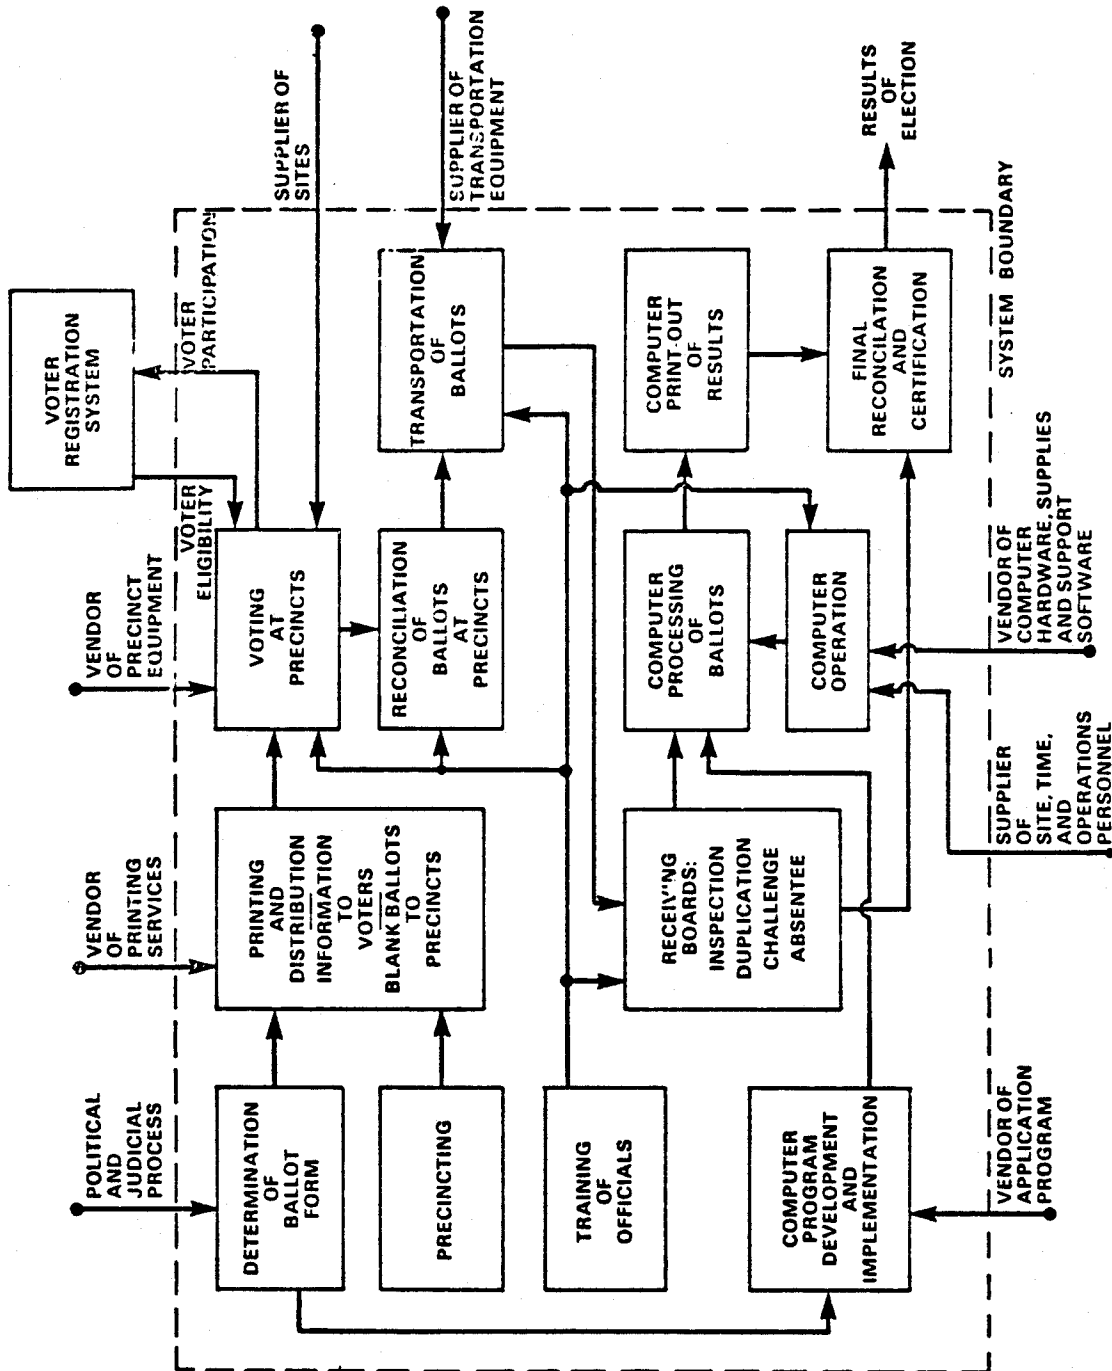 POLITICAL
AND
JUDICIAL
PROCESS
VENDOR
OF
PRINTING
SERVICES
VENDOR
OF
PRECINCT
EQUIPMENT
VOTER
REGISTRATION
SYSTEM
VOTER
ELIGIBILITY
VOTER
PARTICIPATION
SUPPLIER OF
SITES
DETERMINATION
OF
BALLOT
FORM
PRINTING
AND
DISTRIBUTION
INFORMATION
TO
VOTERS
BLANK BALLOTS
TO
PRECINCTS
VOTING
AT
PRECINCTS
PRECINCTING
RECONCILIATION
OF
BALLOTS
AT
PRECINCTS
TRANSPORTATION
OF
BALLOTS
SUPPLIER OF
TRANSPORTATION
EQUIPMENT
TRAINING
OF
OFFICIALS
RECEIVING
BOARDS:
INSPECTION
DUPLICATION
CHALLENGE
ABSENTEE
COMPUTER
PROCESSING
OF
BALLOTS
COMPUTER
PRINT-OUT
OF
RESULTS
COMPUTER
PROGRAM
DEVELOPMENT
AND
IMPLEMENTATION
COMPUTER
OPERATION
FINAL
RECONCILATION
AND
CERTIFICATION
RESULTS
OF
ELECTION
SYSTEM BOUNDARY
VENDOR OF
APPLICATION
PROGRAM
SUPPLIER
OF
SITE, TIME,
AND
OPERATIONS
PERSONNEL
VENDOR OF
COMPUTER
HARDWARE, SUPPLIES
AND SUPPORT
SOFTWARE